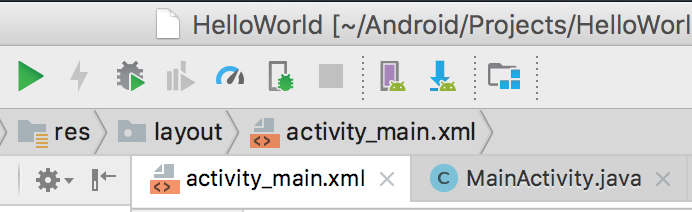 HelloWorld [~/Android/Projects/HelloWorl
res layout activity_main.xml
activity_main.xml MainActivity.java